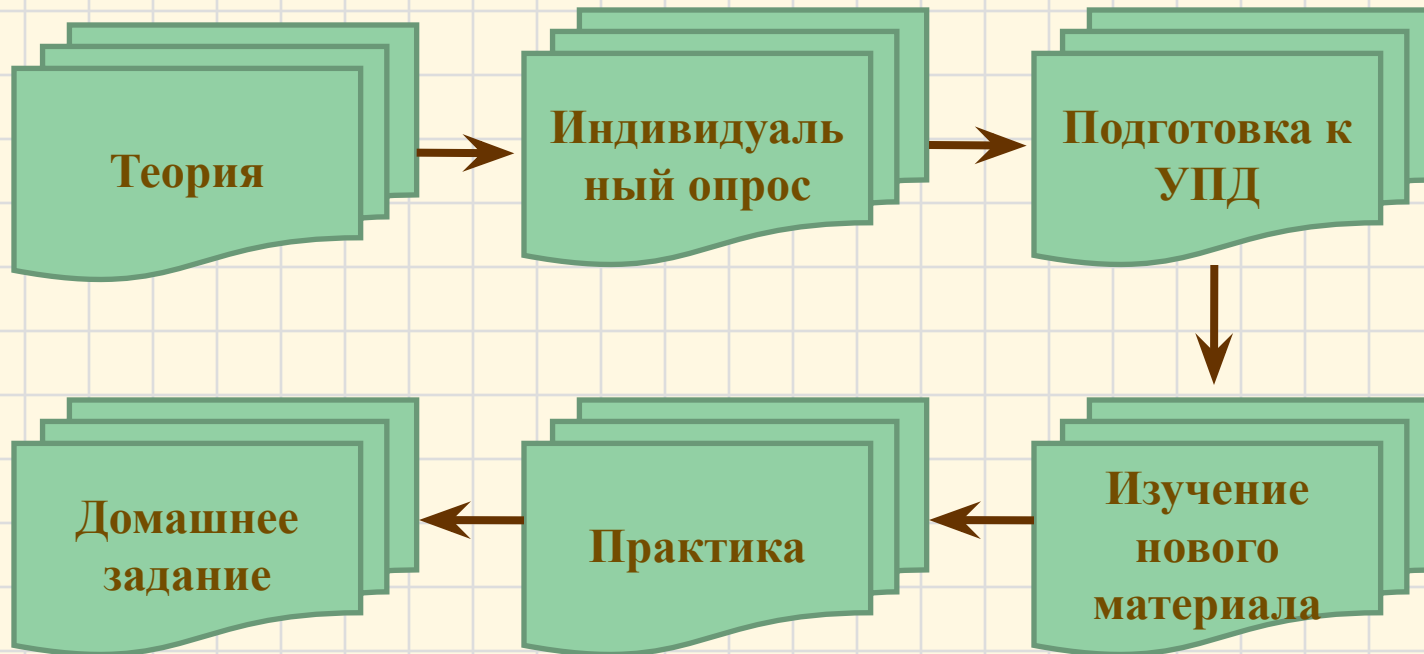 Теория
Индивидуаль
ный опрос
Подготовка к
УПД
Домашнее
задание
Практика
Изучение
нового
материала